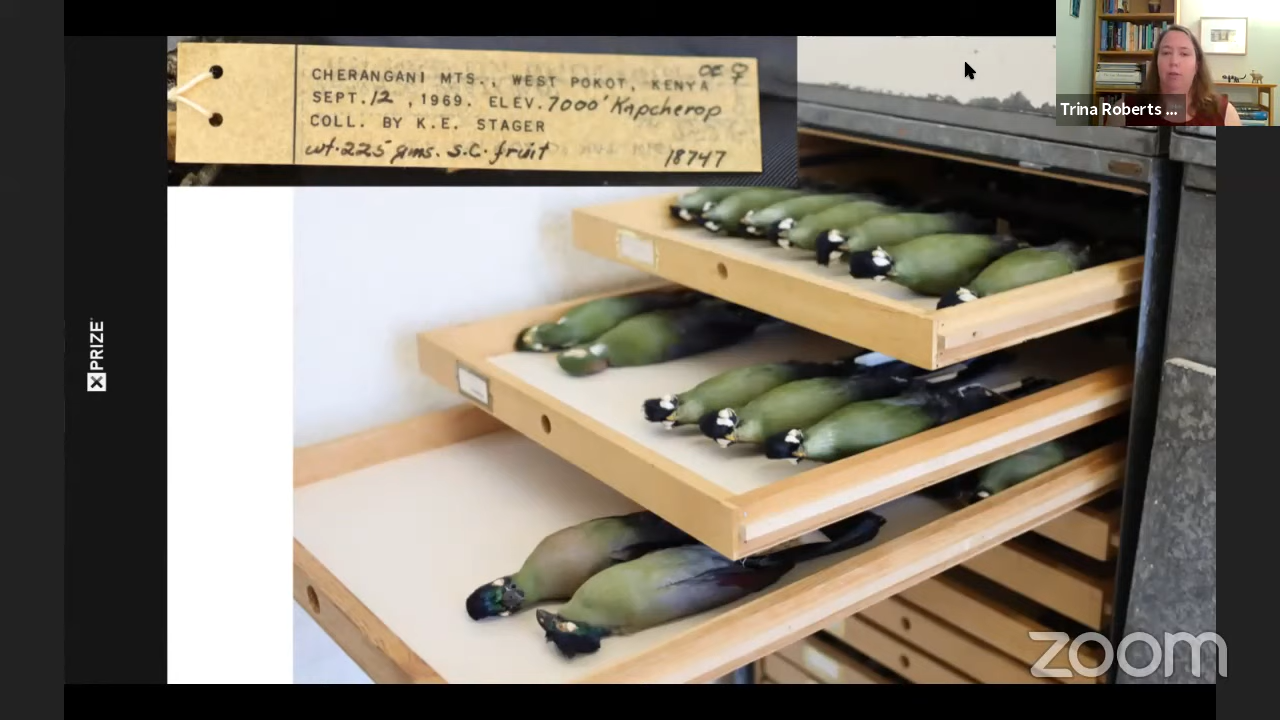 CHERANGANI MTS., WEST POKOT, KENYA
SEPT. 12, 1969. ELEV. 7000' Kapcherop
COLL. BY K.E. STAGER
wt. 225 gms. S.C. fruit 18747
XPRIZE
Trina Roberts ...
zoom